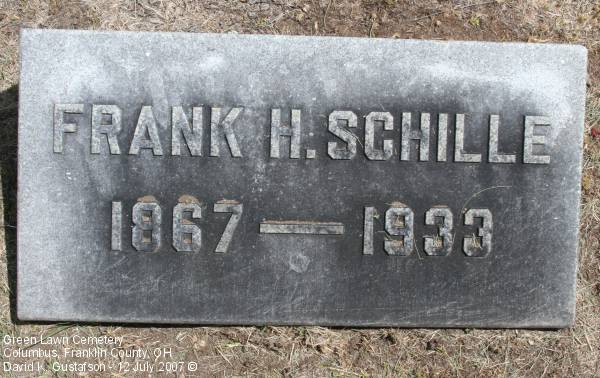 FRANK H. SCHILLE
1867 — 1933
Green Lawn Cemetery
Columbus, Franklin County, OH
David K. Gustafson - 12 July 2007 ©